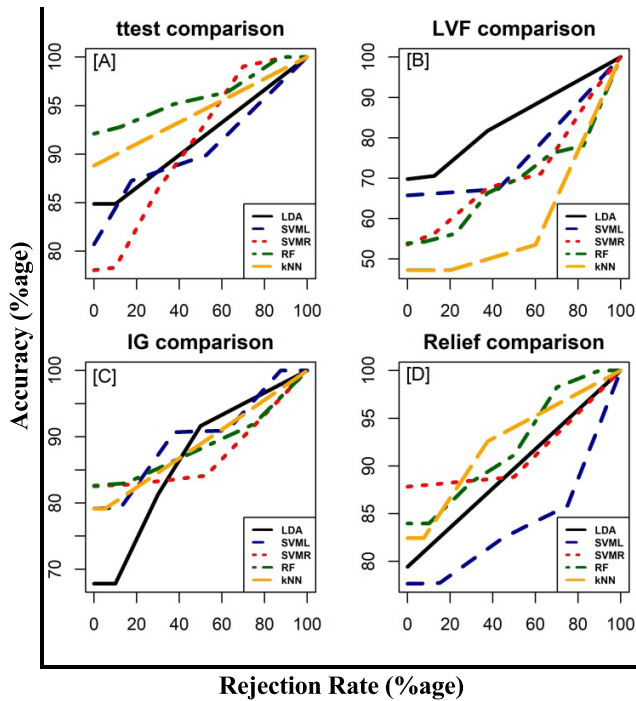 ttest comparison
[A]
100
95
90
85
80
LDA
SVML
SVMR
RF
kNN
0 20 40 60 80 100
LVF comparison
[B]
100
90
80
70
60
50
LDA
SVML
SVMR
RF
kNN
0 20 40 60 80 100
IG comparison
[C]
100
90
80
70
LDA
SVML
SVMR
RF
kNN
0 20 40 60 80 100
Relief comparison
[D]
100
95
90
85
80
LDA
SVML
SVMR
RF
kNN
0 20 40 60 80 100
Accuracy (%age)
Rejection Rate (%age)